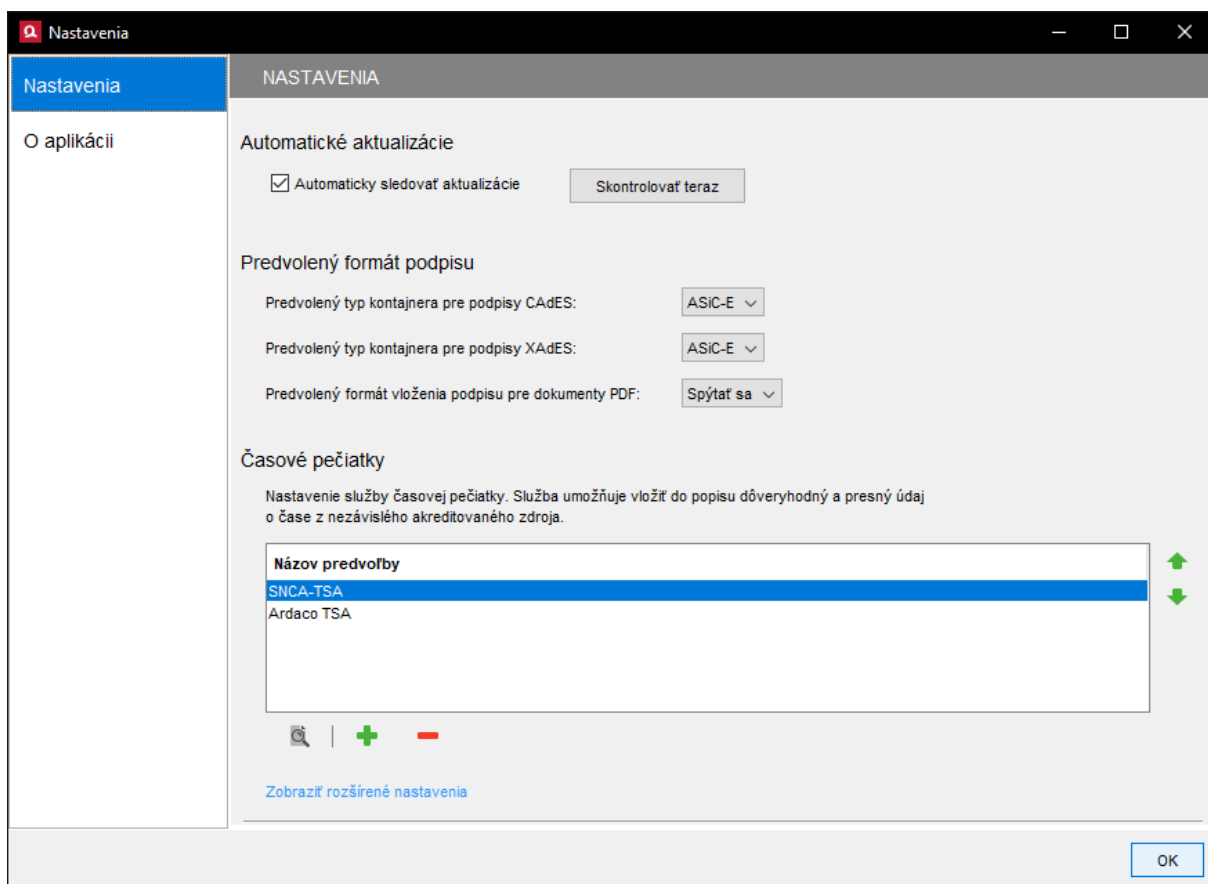 Nastavenia
Nastavenia
NASTAVENIA
O aplikácii
Automatické aktualizácie
Automaticky sledovať aktualizácie
Skontrolovať teraz
Predvolený formát podpisu
Predvolený typ kontajnera pre podpisy CAdES: ASiC-E
Predvolený typ kontajnera pre podpisy XAdES: ASiC-E
Predvolený formát vloženia podpisu pre dokumenty PDF: Spýtať sa
Časové pečiatky
Nastavenie služby časovej pečiatky. Služba umožňuje vložiť do popisu dôveryhodný a presný údaj
o čase z nezávislého akreditovaného zdroja.
Názov predvoľby
SNCA-TSA
Ardaco TSA
Zobraziť rozšírené nastavenia
OK